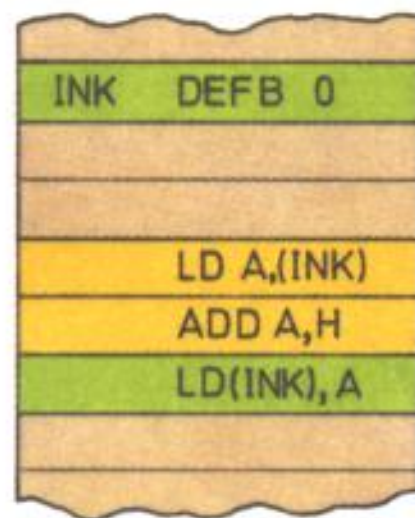 INK DEFB 0
LD A,(INK)
ADD A,H
LD(INK), A